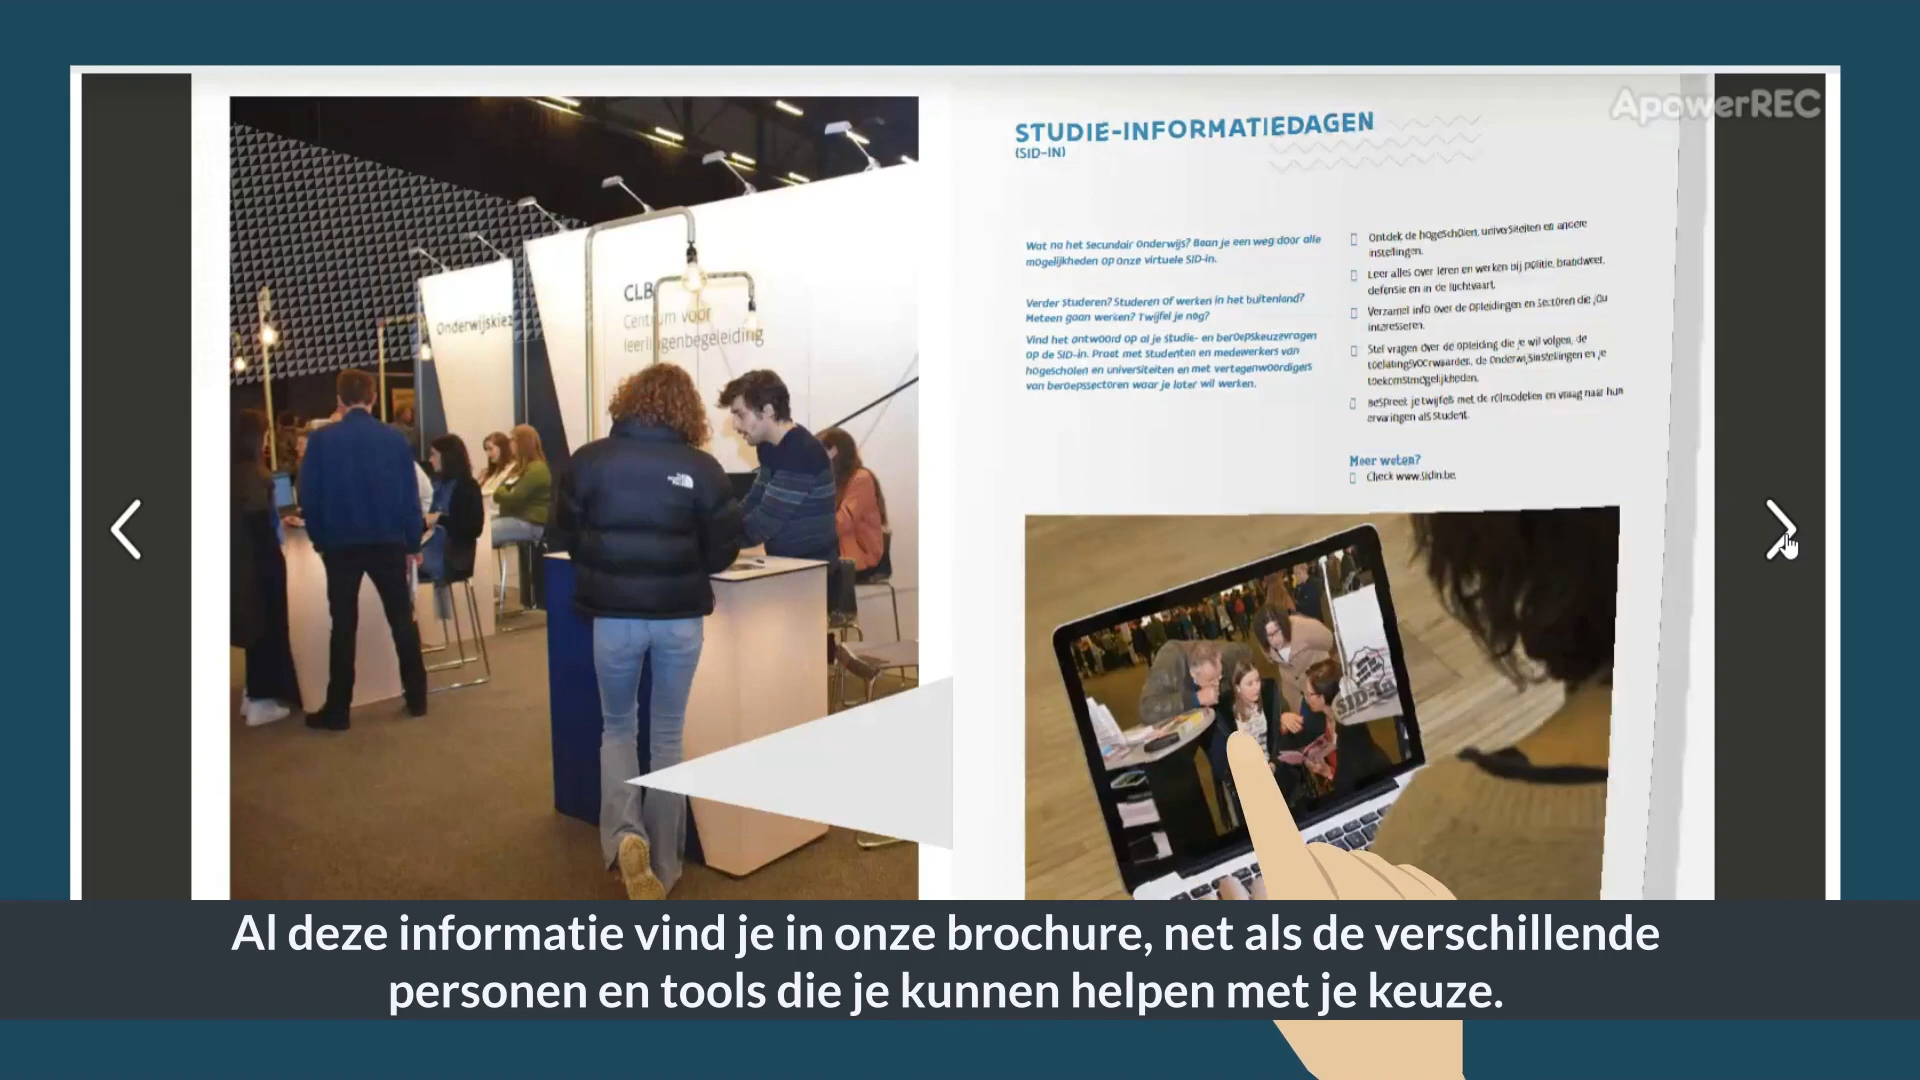 ApowerREC
STUDIE-INFORMATIEDAGEN
(SID-IN)
Wat na het Secundair Onderwijs? Baan je een weg door alle
mogelijkheden op onze virtuele SID-in.
Verder Studeren? Studeren of werken in het buitenland?
Meteen gaan werken? Twijfel je nog?
Vind het antwoord op al je studie- en beroepskeuzevragen
op de SID-in. Praat met studenten en medewerkers van
hogescholen en universiteiten en met vertegenwoordigers
van beroepssectoren waar je later wil werken.
Ontdek de hogescholen, universiteiten en andere
instellingen.
Leer alles over leren en werken bij politie, brandweer,
defensie en in de luchtvaart.
Verzamel info over de opleidingen en sectoren die jou
interesseren.
Stel vragen over de opleiding die je wil volgen, de
toelatingsvoorwaarden, de onderwijsinstellingen en je
toekomstmogelijkheden.
Bespreek je twijfels met de rolmodellen en vraag naar hun
ervaringen als student.
Meer weten?
Check www.sidin.be
Onderwijskiez
CLB
Centrum voor
leerlingenbegeleiding
SID-In
Al deze informatie vind je in onze brochure, net als de verschillende
personen en tools die je kunnen helpen met je keuze.